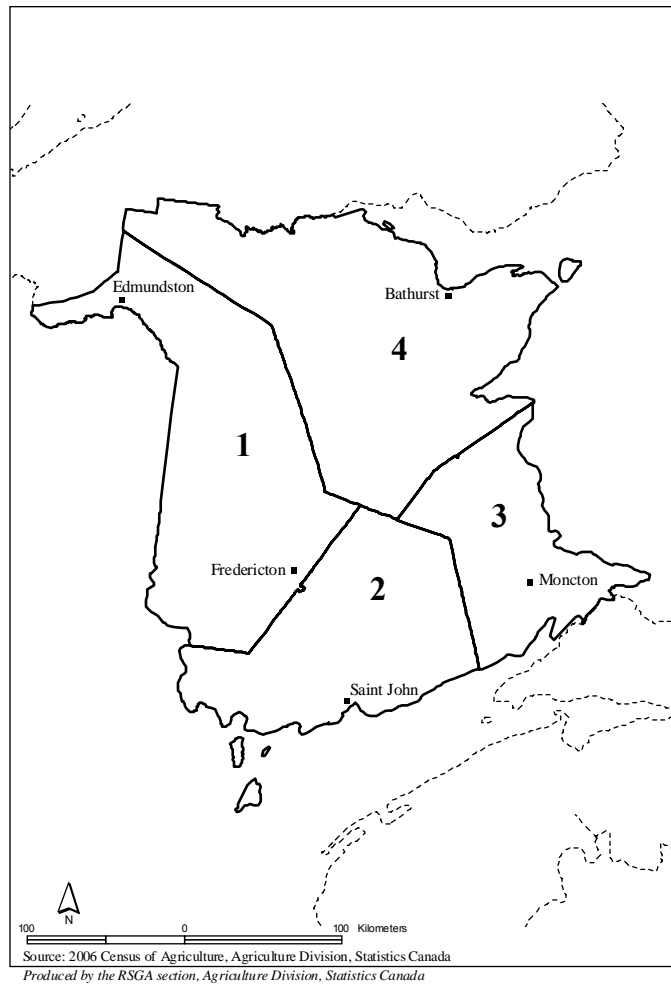 Edmundston
Bathurst
4
1
3
Fredericton
Moncton
2
Saint John
N
100 0 100 Kilometers
Source: 2006 Census of Agriculture, Agriculture Division, Statistics Canada
Produced by the RSGA section, Agriculture Division, Statistics Canada